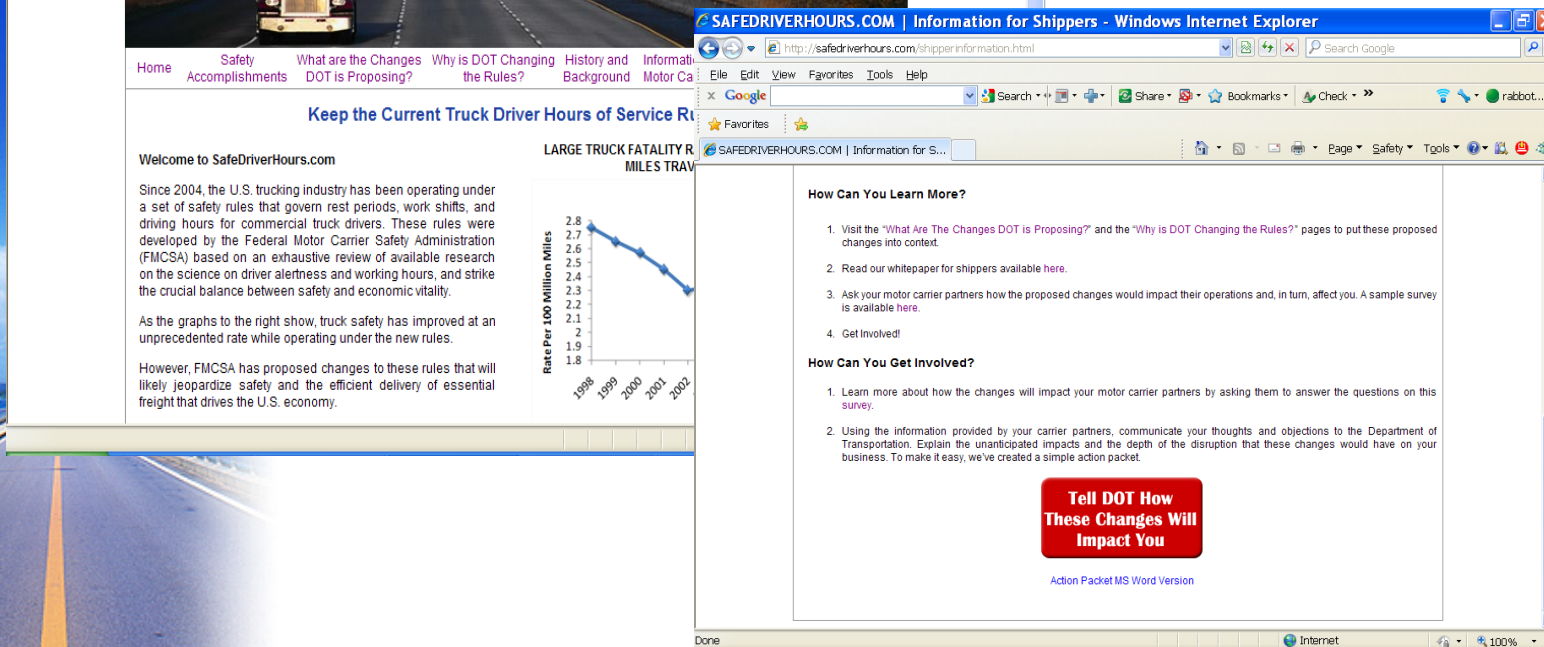 Home
Safety
Accomplishments
What are the Changes
DOT is Proposing?
Why is DOT Changing
the Rules?
History and
Background
Motor
Keep the Current Truck Driver Hours of Service
Welcome to SafeDriverHours.com
Since 2004, the U.S. trucking industry has been operating under
a set of safety rules that govern rest periods, work shifts, and
driving hours for commercial truck drivers. These rules were
developed by the Federal Motor Carrier Safety Administration
(FMCSA) based on an exhaustive review of available research
on the science on driver alertness and working hours, and strike
the crucial balance between safety and economic vitality.
As the graphs to the right show, truck safety has improved at an
unprecedented rate while operating under the new rules.
However, FMCSA has proposed changes to these rules that will
likely jeopardize safety and the efficient delivery of essential
freight that drives the U.S. economy.
LARGE TRUCK FATALITY
MILES
Rate Per 100 Million Miles
2.8
2.7
2.6
2.5
2.4
2.3
2.2
2.1
2
1.9
1.8
1998
1999
2000
2001
2002
SAFEDRIVERHOURS.COM | Information for Shippers - Windows Internet Explorer
http://safedriverhours.com/shipperinformation.html
Search Google
File Edit View Favorites Tools Help
x Google Search Share Bookmarks Check » rabbot...
Favorites
SAFEDRIVERHOURS.COM | Information for S...
Page Safety Tools
How Can You Learn More?
1. Visit the “What Are The Changes DOT is Proposing?” and the “Why is DOT Changing the Rules?” pages to put these proposed
changes into context.
2. Read our whitepaper for shippers available here.
3. Ask your motor carrier partners how the proposed changes would impact their operations and, in turn, affect you. A sample survey
is available here.
4. Get Involved!
How Can You Get Involved?
1. Learn more about how the changes will impact your motor carrier partners by asking them to answer the questions on this
survey.
2. Using the information provided by your carrier partners, communicate your thoughts and objections to the Department of
Transportation. Explain the unanticipated impacts and the depth of the disruption that these changes would have on your
business. To make it easy, we've created a simple action packet.
Tell DOT How
These Changes Will
Impact You
Action Packet MS Word Version
Done
Internet
100%